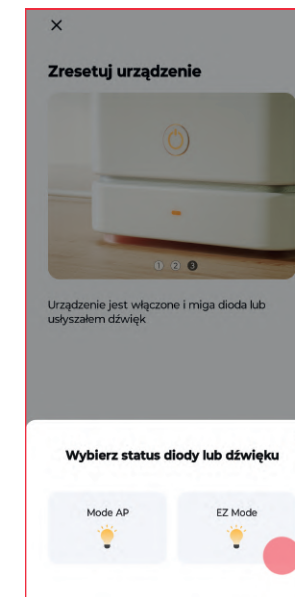 Zresetuj urządzenie
1 2 3
Urządzenie jest włączone i miga dioda lub
usłyszałem dźwięk
Wybierz status diody lub dźwięku
Mode AP EZ Mode